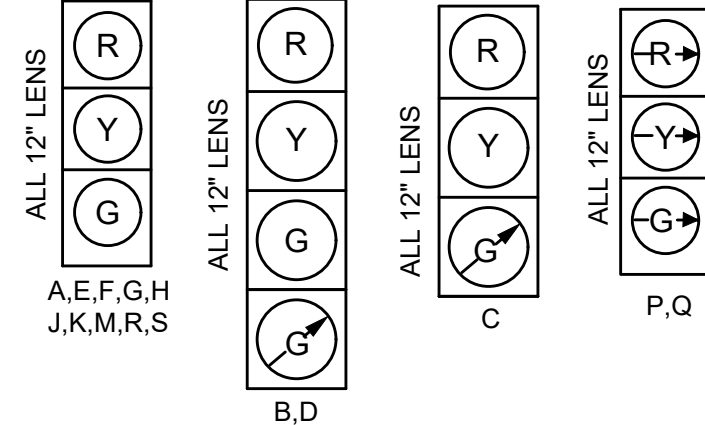 ALL 12" LENS
R
Y
G
A,E,F,G,H
J,K,M,R,S
ALL 12" LENS
R
Y
G
G
B,D
ALL 12" LENS
R
Y
G
C
ALL 12" LENS
R
Y
G
P,Q